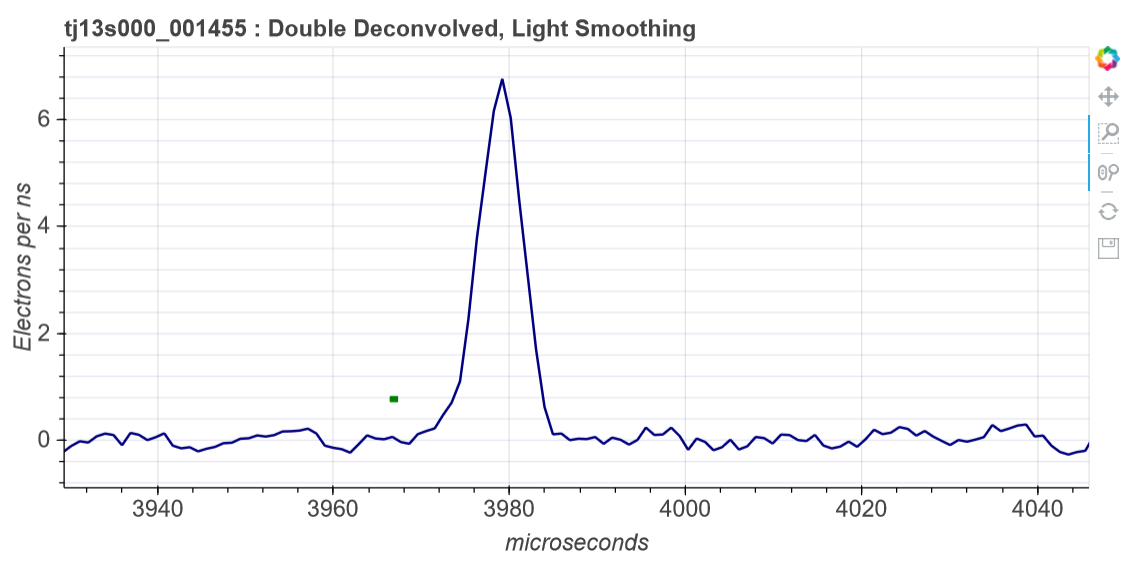 tj13s000_001455 : Double Deconvolved, Light Smoothing
6
4
2
0
Electrons per ns
3940 3960 3980 4000 4020 4040
microseconds